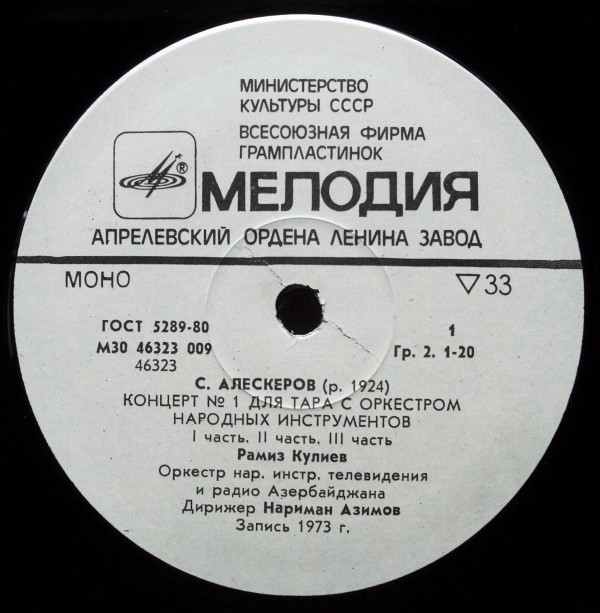 МИНИСТЕРСТВО
КУЛЬТУРЫ СССР
ВСЕСОЮЗНАЯ ФИРМА
ГРАМПЛАСТИНОК
®
МЕЛОДИЯ
АПРЕЛЕВСКИЙ ОРДЕНА ЛЕНИНА ЗАВОД
МОНО ▽33
ГОСТ 5289-80 1
М30 46323 009 Гр. 2. 1-20
46323
С. АЛЕСКЕРОВ (р. 1924)
КОНЦЕРТ № 1 ДЛЯ ТАРА С ОРКЕСТРОМ
НАРОДНЫХ ИНСТРУМЕНТОВ
I часть. II часть. III часть
Рамиз Кулиев
Оркестр нар. инстр. телевидения
и радио Азербайджана
Дирижер Нариман Азимов
Запись 1973 г.